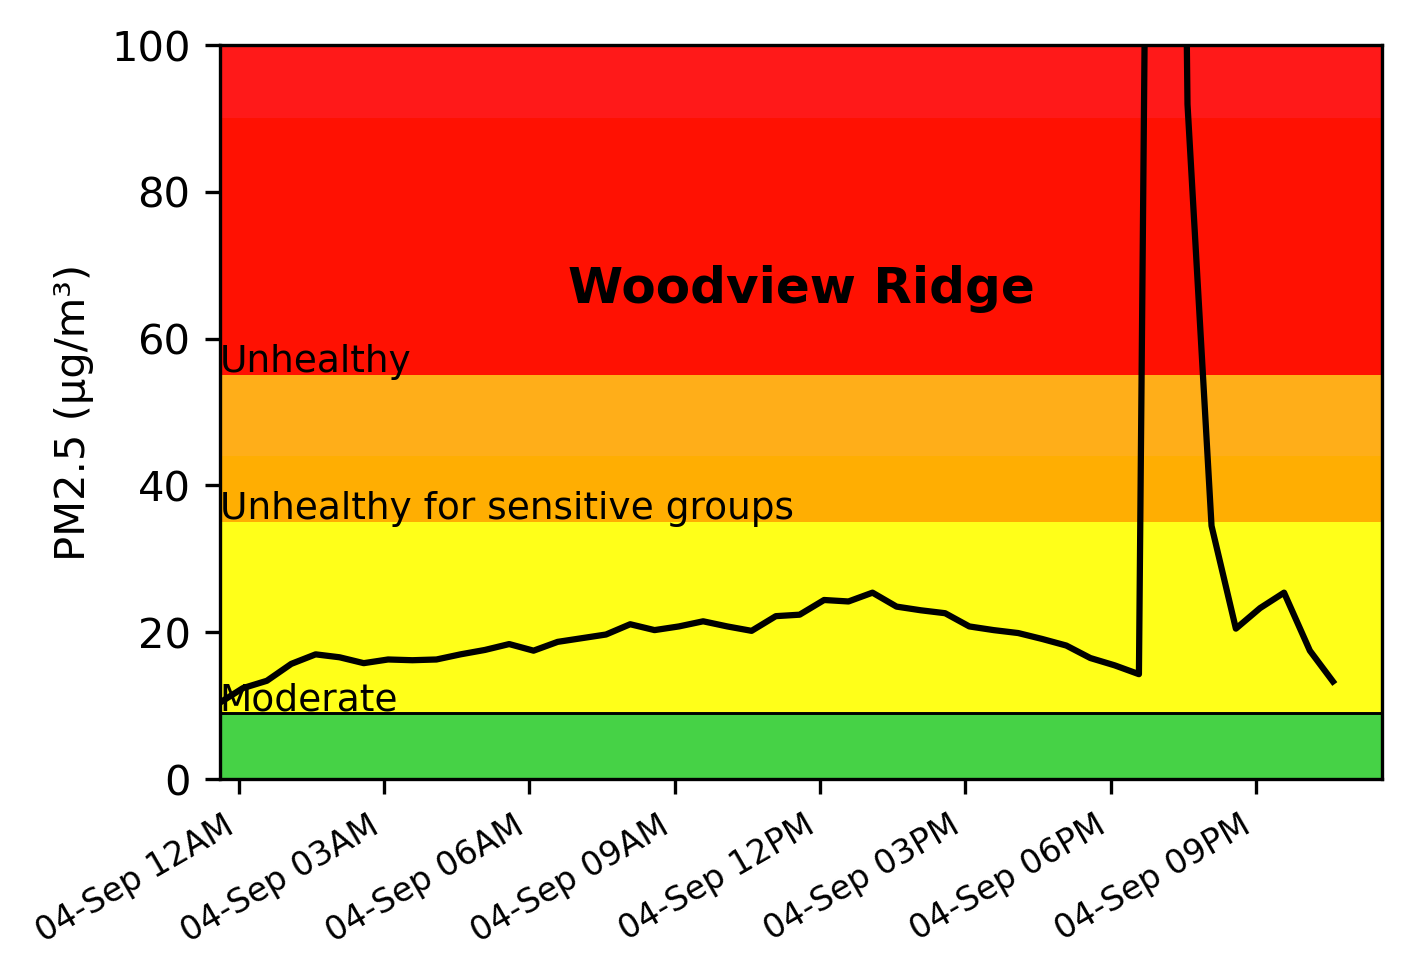 100
80
60
40
20
0
PM2.5 (µg/m³)
Woodview Ridge
Unhealthy
Unhealthy for sensitive groups
Moderate
04-Sep 12AM
04-Sep 03AM
04-Sep 06AM
04-Sep 09AM
04-Sep 12PM
04-Sep 03PM
04-Sep 06PM
04-Sep 09PM